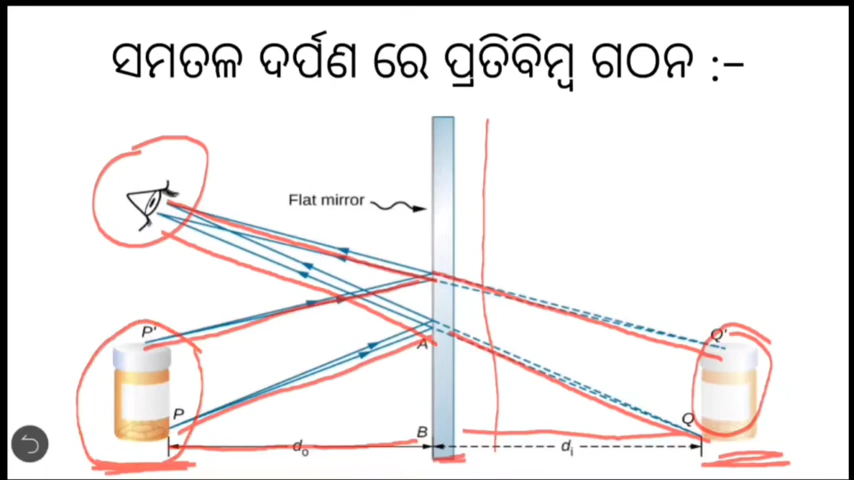 ସମତଳ ଦର୍ପଣ ରେ ପ୍ରତିବିମ୍ବ ଗଠନ :–
Flat mirror
P'
Q'
A
P
Q
B
d₀
dᵢ